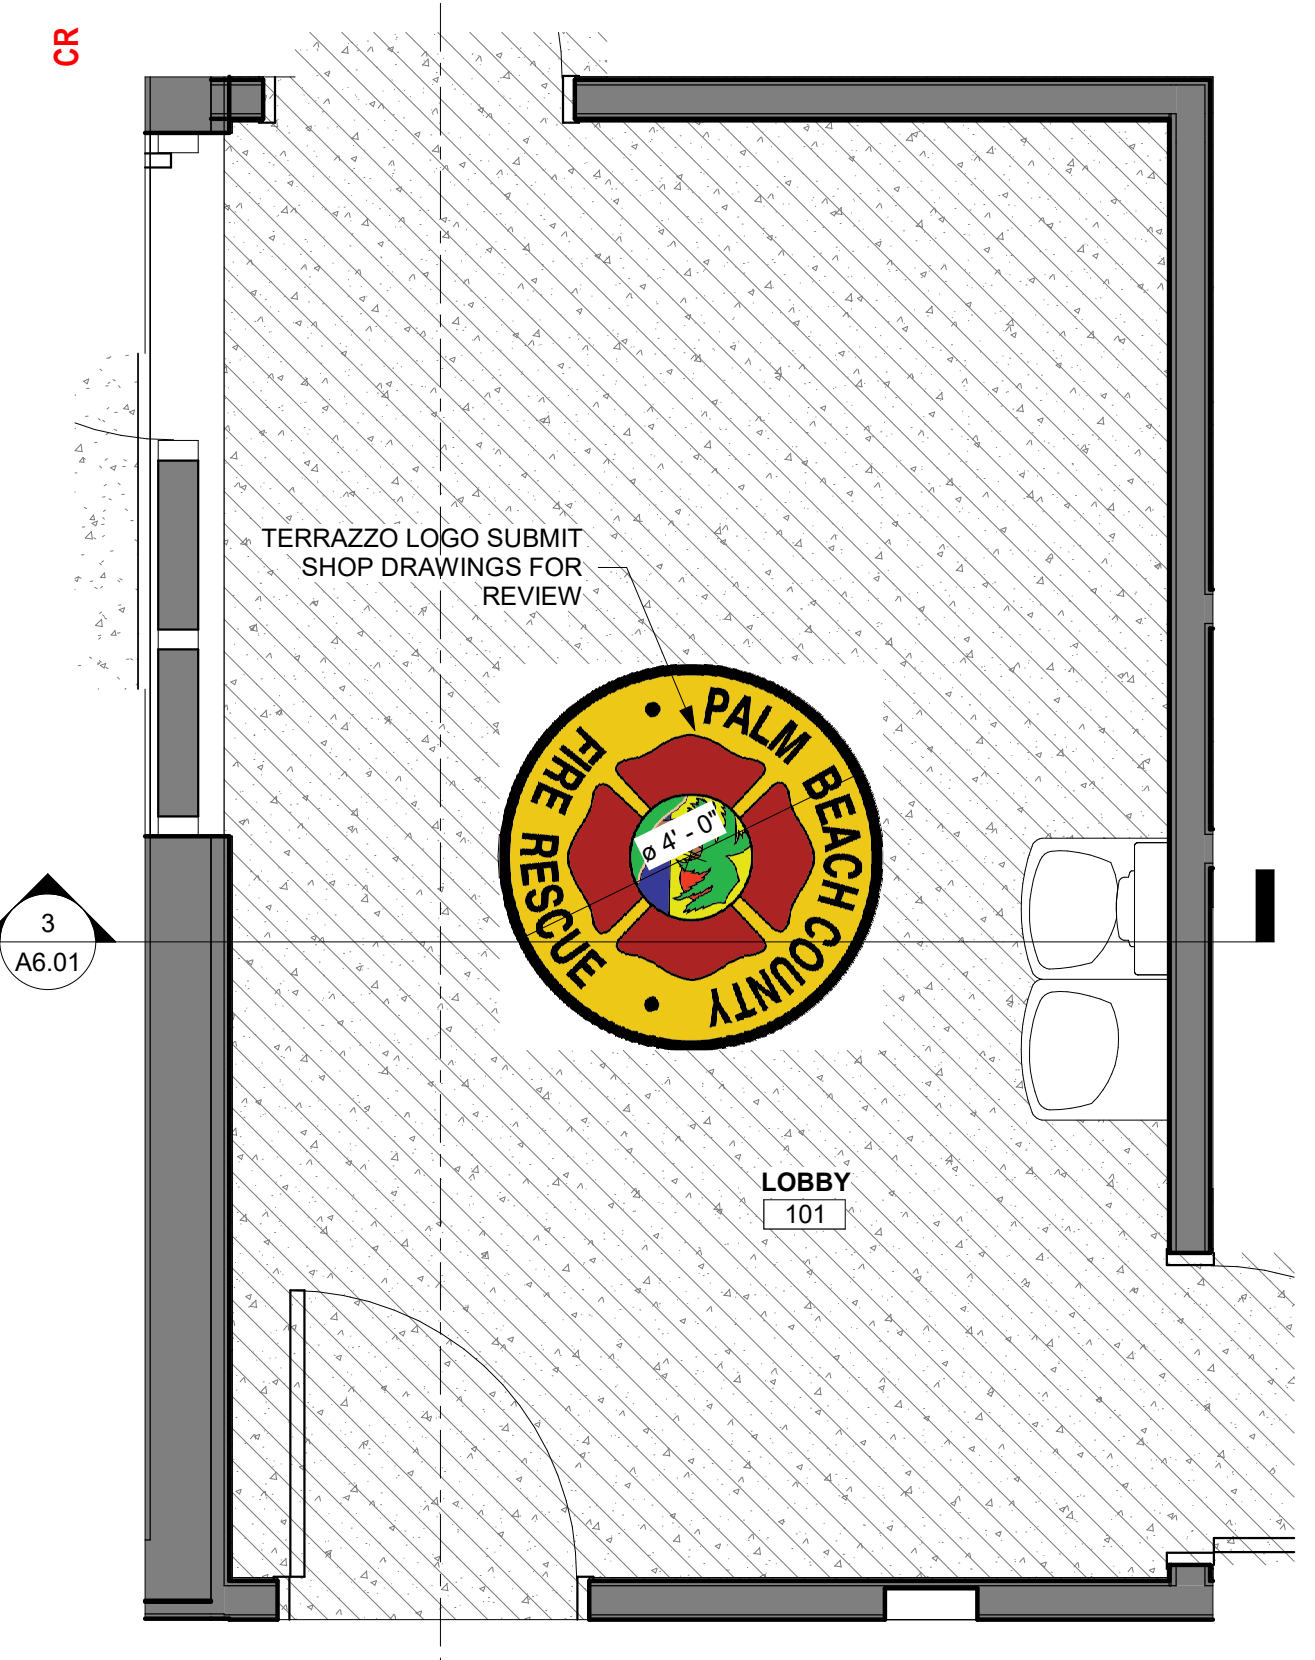 CR
TERRAZZO LOGO SUBMIT
SHOP DRAWINGS FOR
REVIEW
PALM BEACH COUNTY
FIRE RESCUE
ø 4' - 0"
3
A6.01
LOBBY
101